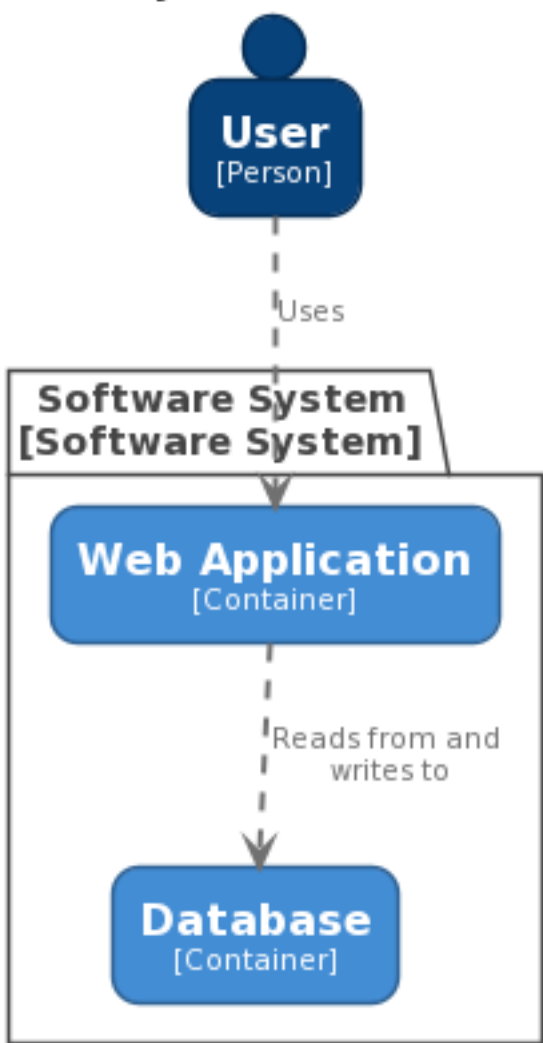 User
[Person]
Uses
Software System
[Software System]
Web Application
[Container]
Reads from and
writes to
Database
[Container]